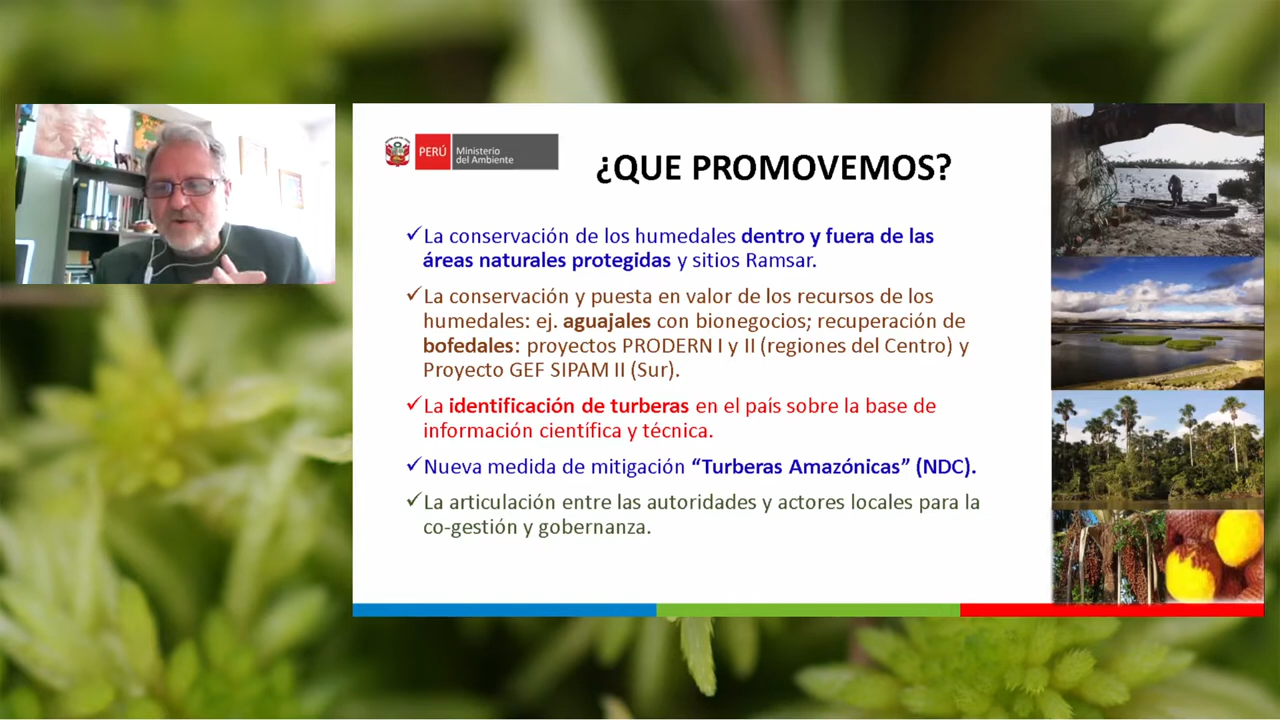 PERÚ
Ministerio
del Ambiente
¿QUE PROMOVEMOS?
✓La conservación de los humedales dentro y fuera de las
áreas naturales protegidas y sitios Ramsar.
✓La conservación y puesta en valor de los recursos de los
humedales: ej. aguajales con bionegocios; recuperación de
bofedales: proyectos PRODERN I y II (regiones del Centro) y
Proyecto GEF SIPAM II (Sur).
✓La identificación de turberas en el país sobre la base de
información científica y técnica.
✓Nueva medida de mitigación “Turberas Amazónicas” (NDC).
✓La articulación entre las autoridades y actores locales para la
co-gestión y gobernanza.